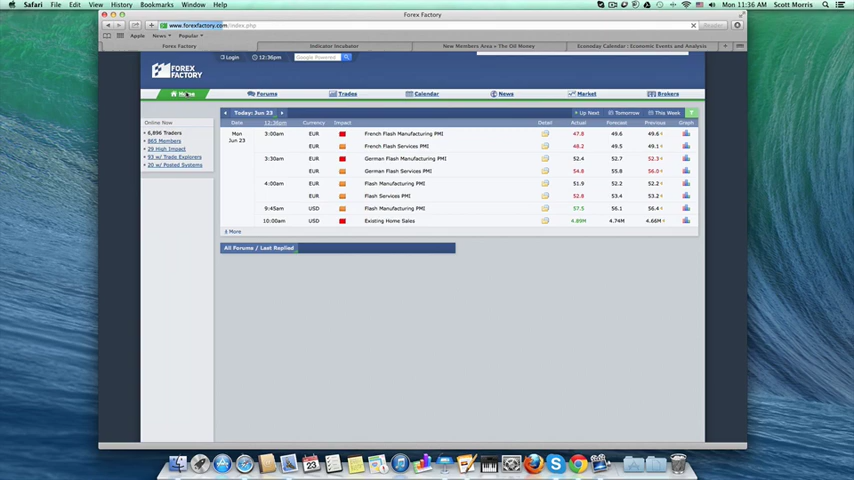 Safari File Edit View History Bookmarks Window Help
Mon 11:36 AM Scott Morris
Forex Factory
www.forexfactory.com/index.php
Reader
Apple News Popular
Forex Factory
Indicator Incubator
New Members Area » The Oil Money
Econoday Calendar : Economic Events and Analysis
Login 12:36pm Google Powered
FOREX
FACTORY
Home Forums Trades Calendar News Market Brokers
Online Now
6,896 Traders
865 Members
29 High Impact
93 w/ Trade Explorers
20 w/ Posted Systems
Today: Jun 23 Up Next Tomorrow This Week
Date 12:36pm Currency Impact Detail Actual Forecast Previous Graph
Mon
Jun 23
3:00am EUR French Flash Manufacturing PMI 47.8 49.6 49.6
EUR French Flash Services PMI 48.2 49.5 49.1
3:30am EUR German Flash Manufacturing PMI 52.4 52.7 52.3
EUR German Flash Services PMI 54.8 55.8 56.0
4:00am EUR Flash Manufacturing PMI 51.9 52.2 52.2
EUR Flash Services PMI 52.8 53.4 53.2
9:45am USD Flash Manufacturing PMI 57.5 56.1 56.4
10:00am USD Existing Home Sales 4.89M 4.74M 4.66M
More
All Forums / Last Replied
23